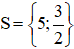 S = {5; 3/2}